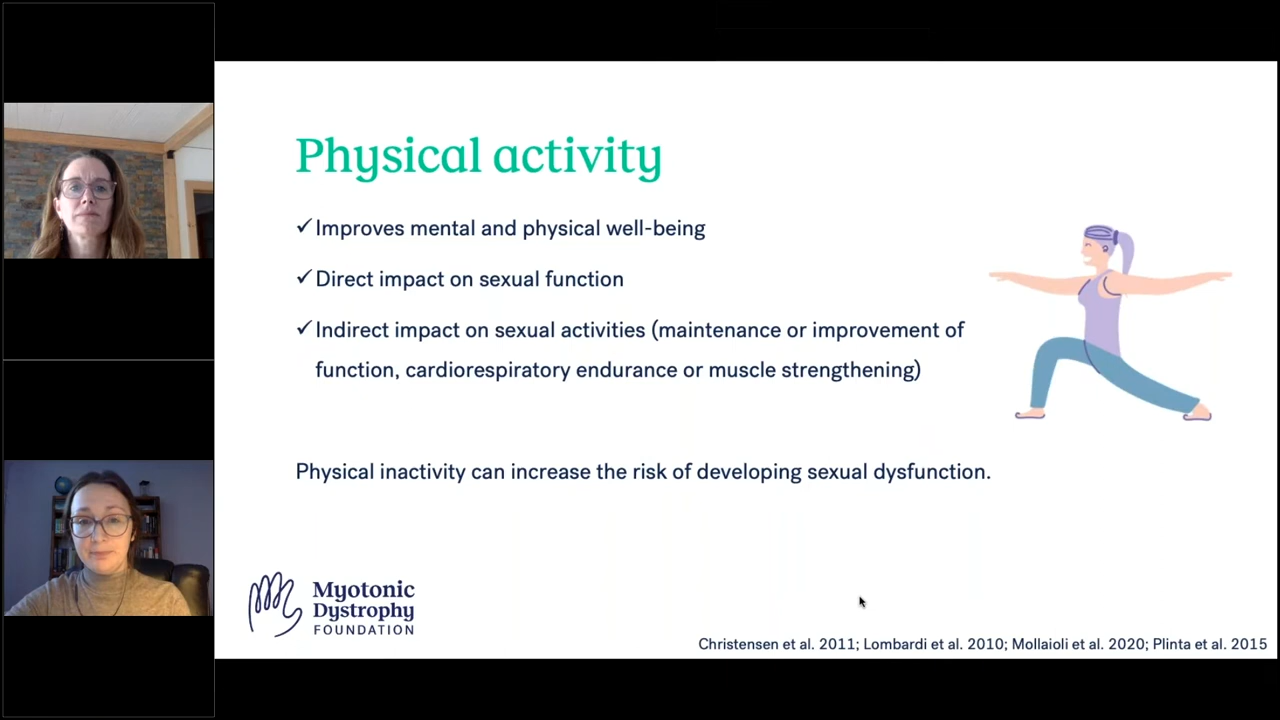 Physical activity
✓ Improves mental and physical well-being
✓ Direct impact on sexual function
✓ Indirect impact on sexual activities (maintenance or improvement of
function, cardiorespiratory endurance or muscle strengthening)
Physical inactivity can increase the risk of developing sexual dysfunction.
Myotonic
Dystrophy
FOUNDATION
Christensen et al. 2011; Lombardi et al. 2010; Mollaioli et al. 2020; Plinta et al. 2015